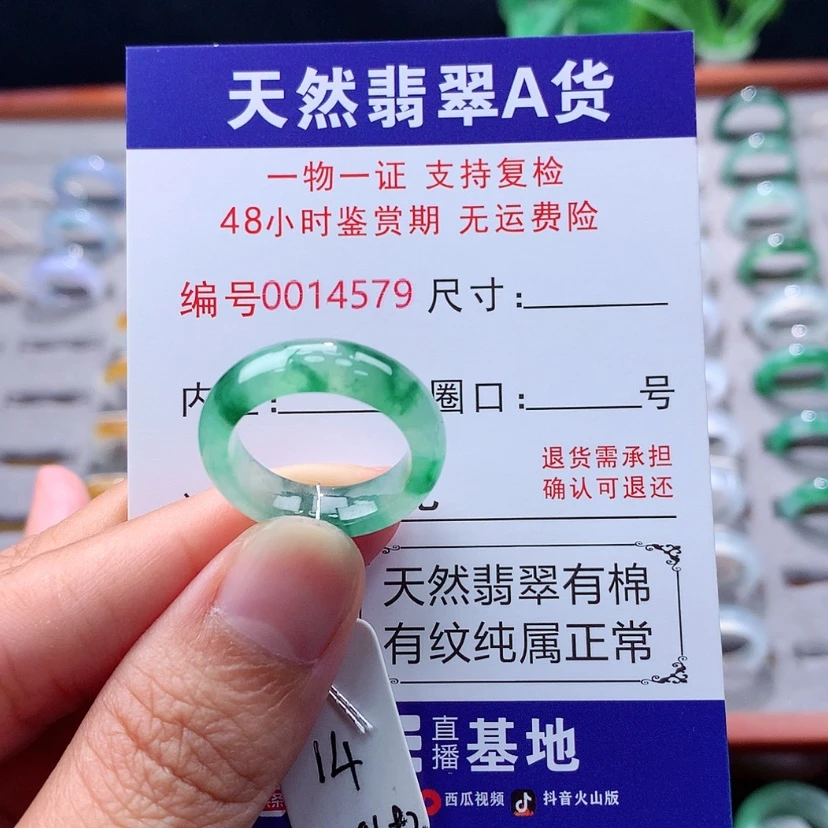 天然翡翠A货
一物一证 支持复检
48小时鉴赏期 无运费险
编号0014579 尺寸:
内 : 圈口: 号
退货需承担
确认可退还
天然翡翠有棉
有纹纯属正常
直播基地
西瓜视频 抖音火山版
14